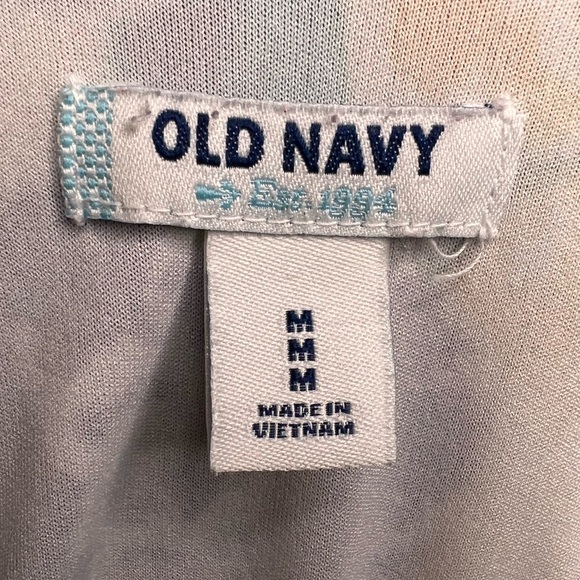 OLD NAVY
Est. 1994
M
M
M
MADE IN
VIETNAM